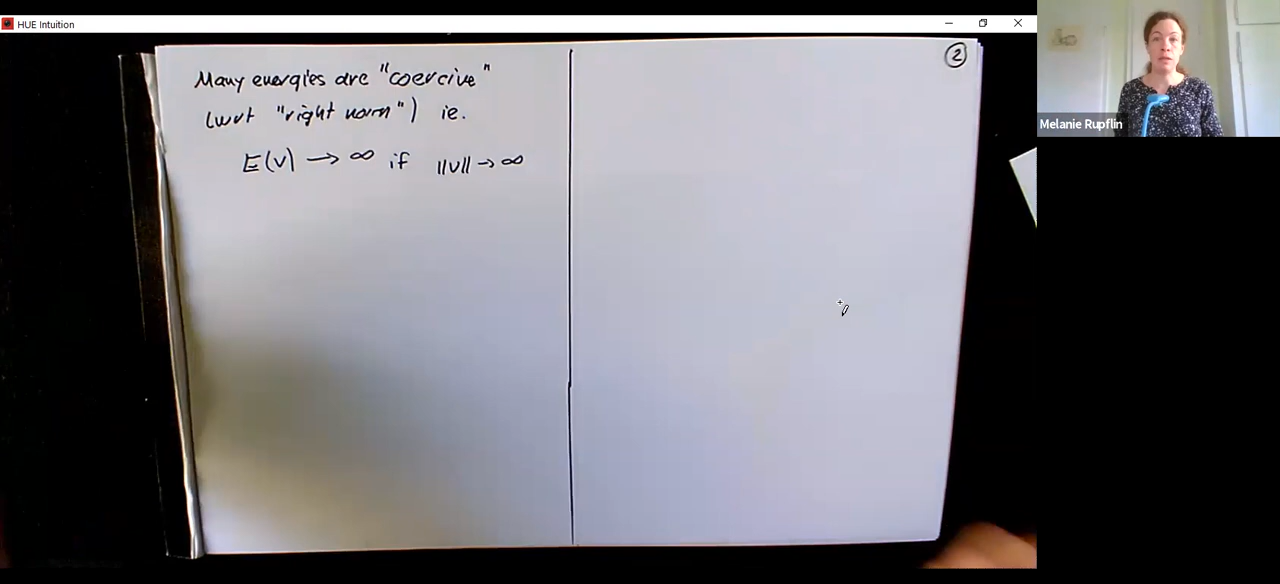 HUE Intuition
②
Many energies are "coercive"
(wrt "right norm") ie.
E(v) → ∞ if ||v|| → ∞
Melanie Rupflin